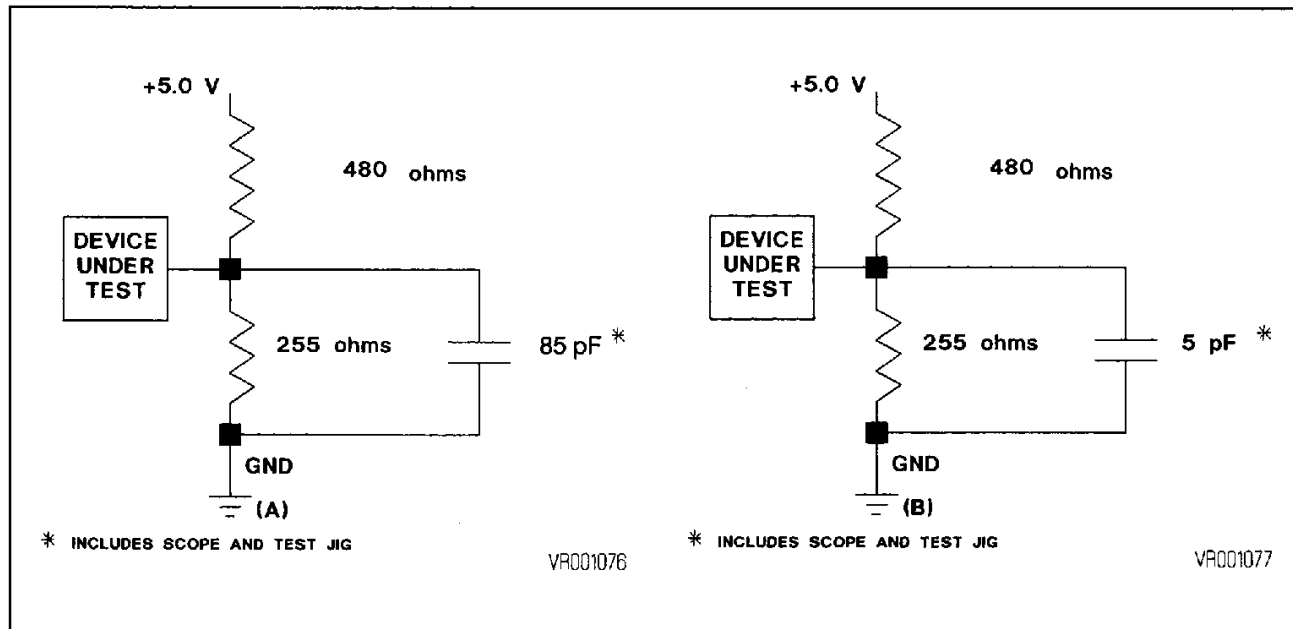 +5.0 V
480 ohms
DEVICE
UNDER
TEST
255 ohms
85 pF *
GND
(A)
* INCLUDES SCOPE AND TEST JIG
VR001076
+5.0 V
480 ohms
DEVICE
UNDER
TEST
255 ohms
5 pF *
GND
(B)
* INCLUDES SCOPE AND TEST JIG
VR001077